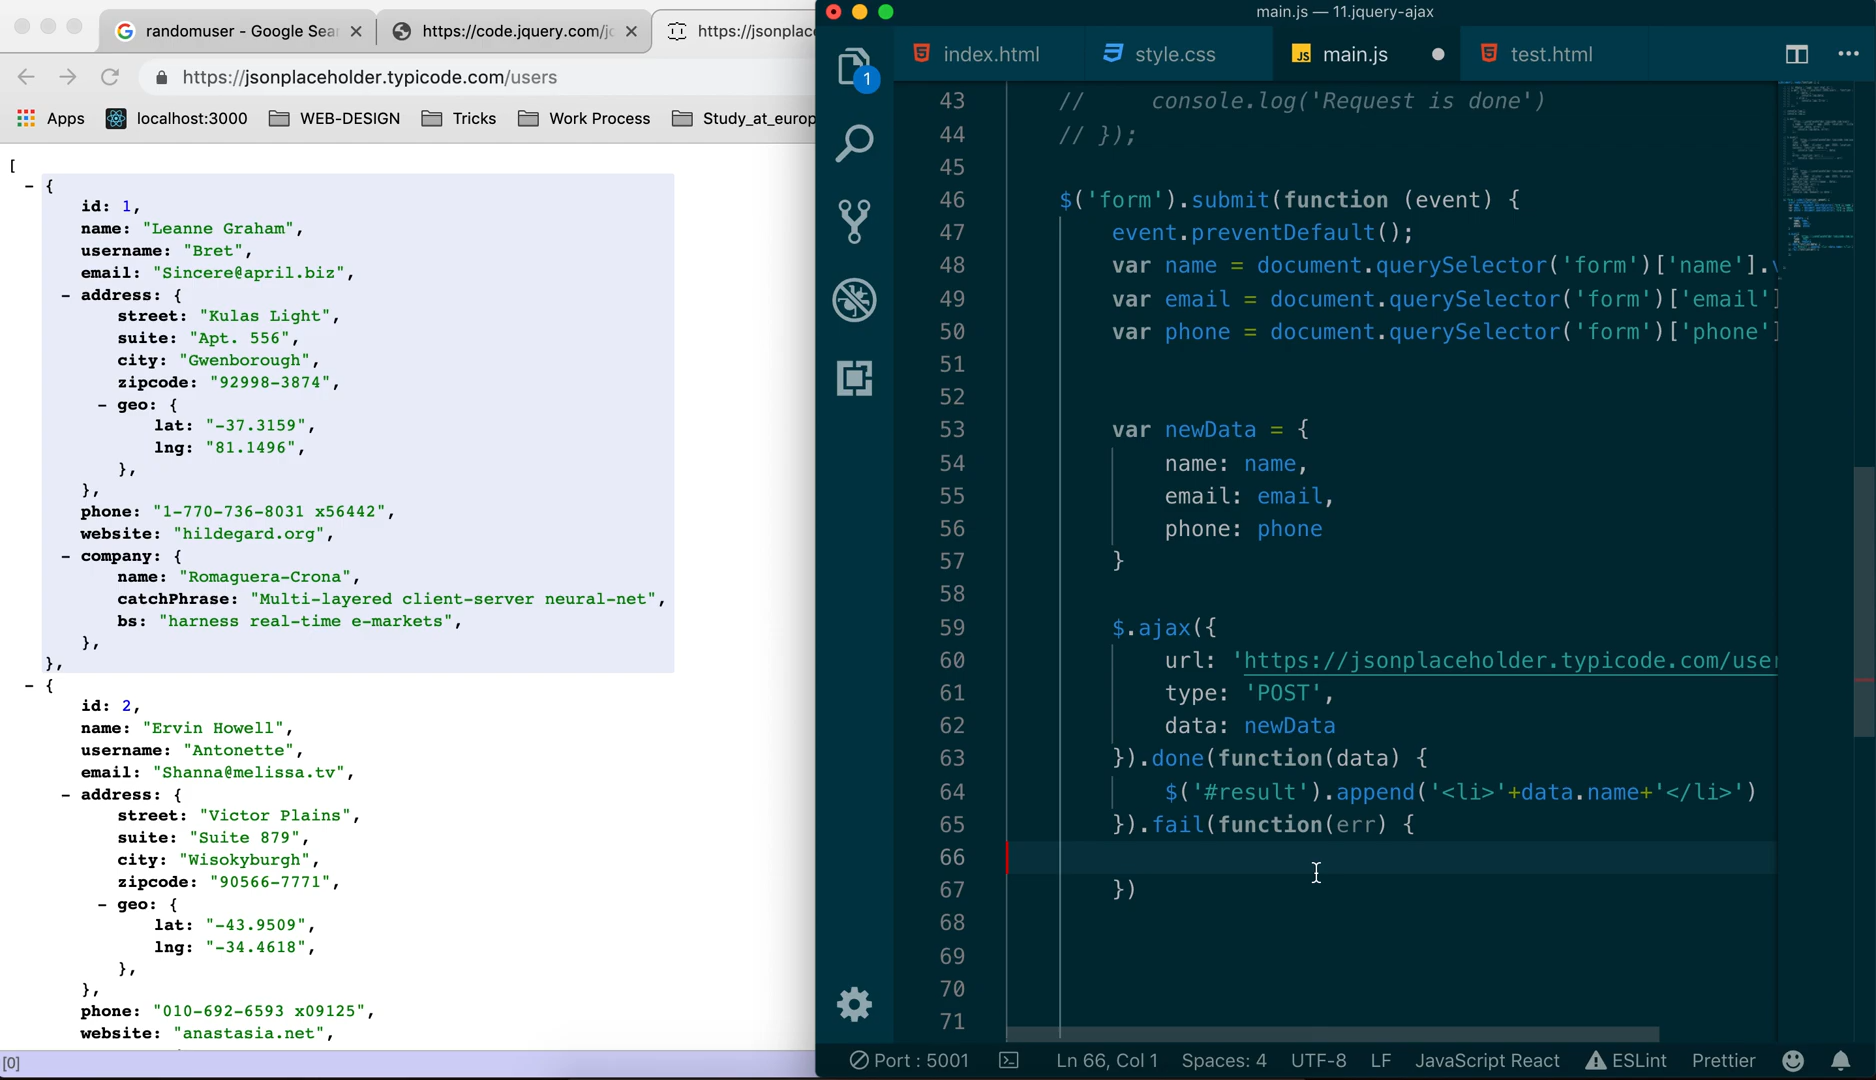 randomuser - Google Sea
https://code.jquery.com/jc
https://jsonplace
https://jsonplaceholder.typicode.com/users
Apps
localhost:3000
WEB-DESIGN
Tricks
Work Process
Study_at_europ
[
- {
id: 1,
name: "Leanne Graham",
username: "Bret",
email: "Sincere@april.biz",
- address: {
street: "Kulas Light",
suite: "Apt. 556",
city: "Gwenborough",
zipcode: "92998-3874",
- geo: {
lat: "-37.3159",
lng: "81.1496",
},
},
phone: "1-770-736-8031 x56442",
website: "hildegard.org",
- company: {
name: "Romaguera-Crona",
catchPhrase: "Multi-layered client-server neural-net",
bs: "harness real-time e-markets",
},
},
- {
id: 2,
name: "Ervin Howell",
username: "Antonette",
email: "Shanna@melissa.tv",
- address: {
street: "Victor Plains",
suite: "Suite 879",
city: "Wisokyburgh",
zipcode: "90566-7771",
- geo: {
lat: "-43.9509",
lng: "-34.4618",
},
},
phone: "010-692-6593 x09125",
website: "anastasia.net",
[0]
main.js — 11.jquery-ajax
index.html
style.css
JS main.js
test.html
1
43 // console.log('Request is done')
44 // });
45
46 $('form').submit(function (event) {
47 event.preventDefault();
48 var name = document.querySelector('form')['name'].v
49 var email = document.querySelector('form')['email']
50 var phone = document.querySelector('form')['phone']
51
52
53 var newData = {
54 name: name,
55 email: email,
56 phone: phone
57 }
58
59 $.ajax({
60 url: 'https://jsonplaceholder.typicode.com/user
61 type: 'POST',
62 data: newData
63 }).done(function(data) {
64 $('#result').append('<li>'+data.name+'</li>')
65 }).fail(function(err) {
66
67 })
68
69
70
71
Port : 5001
Ln 66, Col 1
Spaces: 4
UTF-8
LF
JavaScript React
ESLint
Prettier